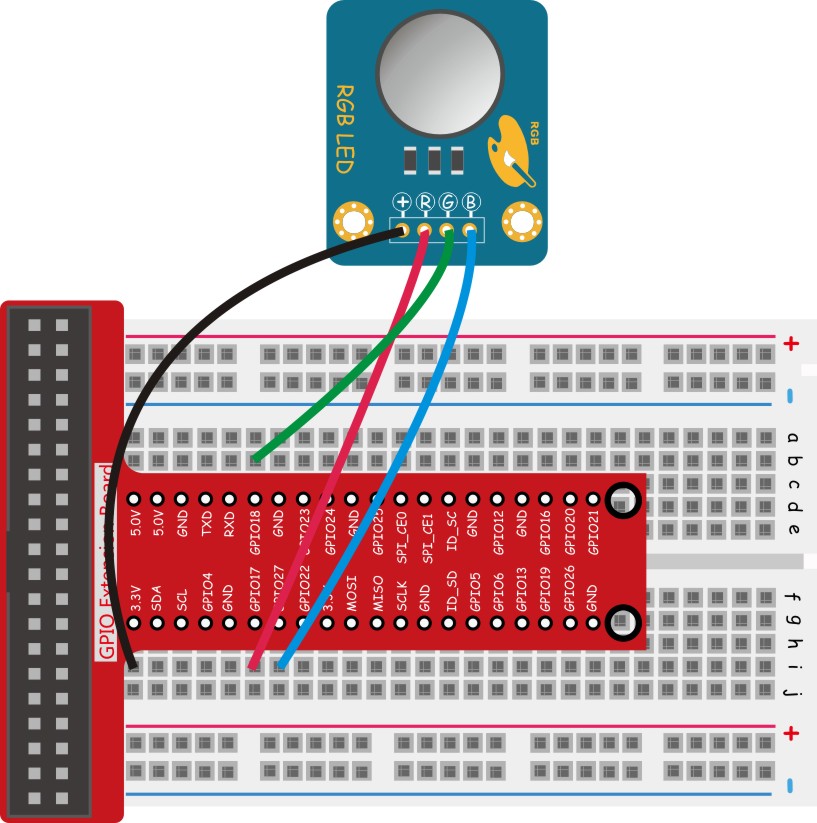 RGB LED
RGB
+ R G B
+
-
a
b
c
d
e
GPIO Extension Board
5.0V 5.0V GND TXD RXD GPIO18 GND GPIO23 GPIO24 GND GPIO25 SPI_CE0 SPI_CE1 ID_SC GND GPIO12 GND GPIO16 GPIO20 GPIO21
3.3V SDA SCL GPIO4 GND GPIO17 GPIO27 GPIO22 3.3V MOSI MISO SCLK GND ID_SD GPIO5 GPIO6 GPIO13 GPIO19 GPIO26 GND
f
g
h
i
j
+
-